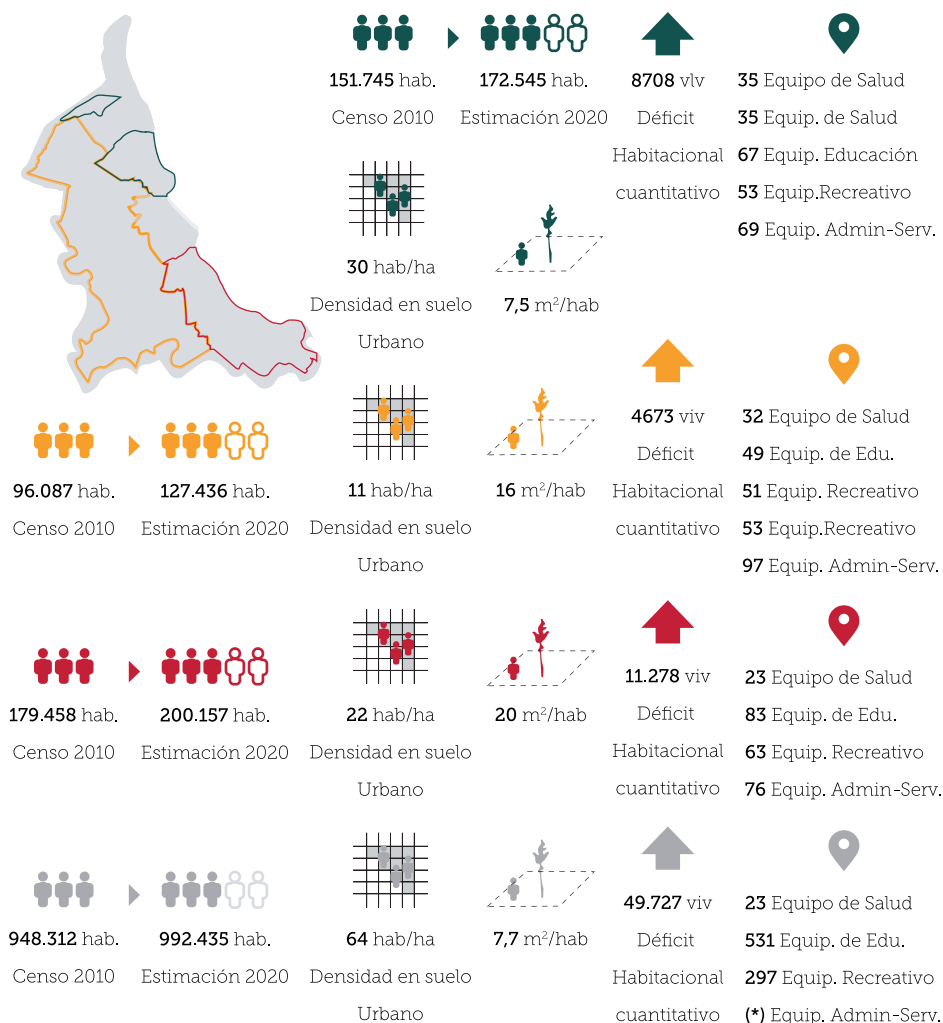 151.745 hab.
Censo 2010
172.545 hab.
Estimación 2020
30 hab/ha
Densidad en suelo
Urbano
7,5 m²/hab
8708 vlv
Déficit
Habitacional
cuantitativo
35 Equipo de Salud
35 Equip. de Salud
67 Equip. Educación
53 Equip.Recreativo
69 Equip. Admin-Serv.
96.087 hab.
Censo 2010
127.436 hab.
Estimación 2020
11 hab/ha
Densidad en suelo
Urbano
16 m²/hab
4673 viv
Déficit
Habitacional
cuantitativo
32 Equipo de Salud
49 Equip. de Edu.
51 Equip. Recreativo
53 Equip.Recreativo
97 Equip. Admin-Serv.
179.458 hab.
Censo 2010
200.157 hab.
Estimación 2020
22 hab/ha
Densidad en suelo
Urbano
20 m²/hab
11.278 viv
Déficit
Habitacional
cuantitativo
23 Equipo de Salud
83 Equip. de Edu.
63 Equip. Recreativo
76 Equip. Admin-Serv.
948.312 hab.
Censo 2010
992.435 hab.
Estimación 2020
64 hab/ha
Densidad en suelo
Urbano
7,7 m²/hab
49.727 viv
Déficit
Habitacional
cuantitativo
23 Equipo de Salud
531 Equip. de Edu.
297 Equip. Recreativo
(*) Equip. Admin-Serv.